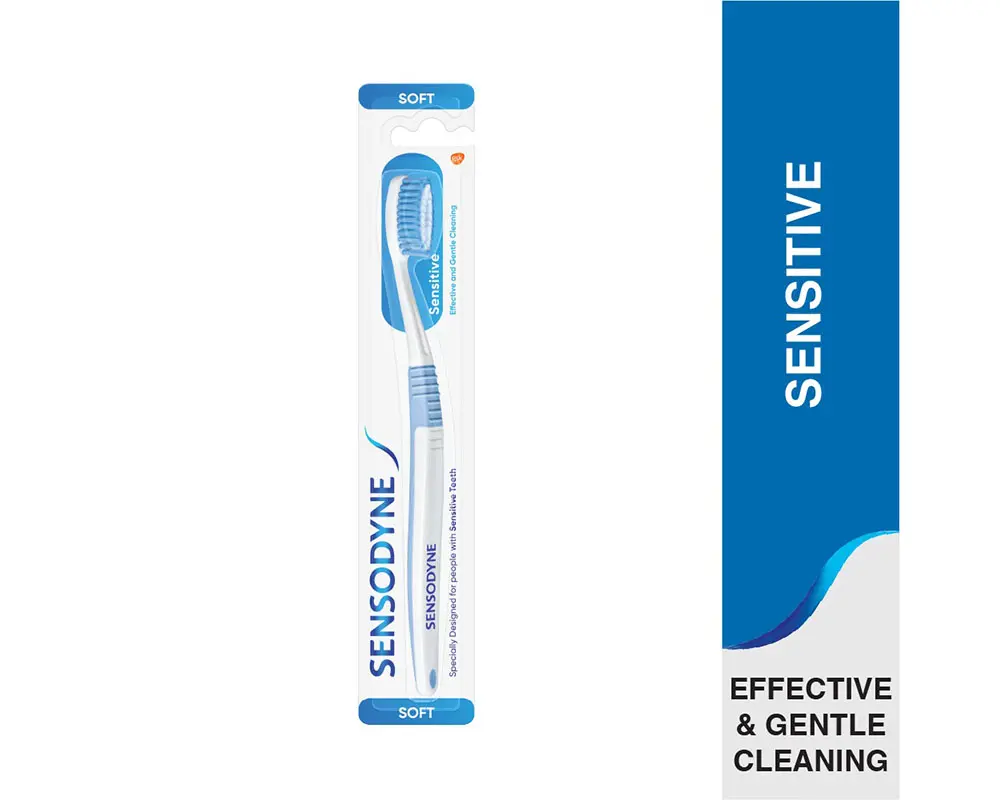 SOFT
gsk
Sensitive
Effective and Gentle Cleaning
SENSODYNE
SENSODYNE
Specially Designed for people with Sensitive Teeth
SOFT
SENSITIVE
EFFECTIVE
& GENTLE
CLEANING